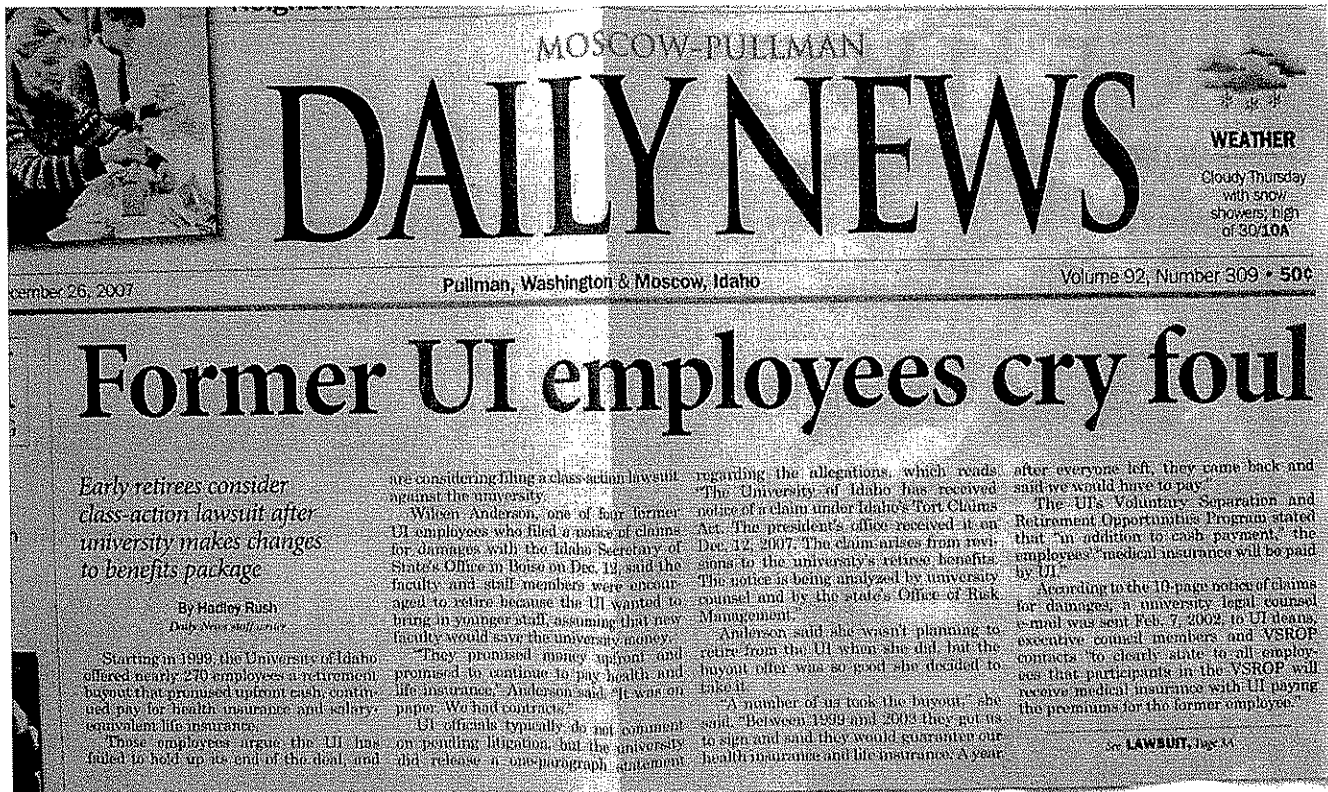 MOSCOW-PULLMAN
DAILY NEWS
WEATHER
Cloudy Thursday
with snow
showers; high
of 30/10A
cember 26, 2007
Pullman, Washington & Moscow, Idaho
Volume 92, Number 309 • 50¢
Former UI employees cry foul
Early retirees consider
class-action lawsuit after
university makes changes
to benefits package
By Hadley Rush
Daily News staff writer
Starting in 1999, the University of Idaho
offered nearly 270 employees a retirement
buyout that promised upfront cash, contin-
ued pay for health insurance and salary-
equivalent life insurance.
Those employees argue the UI has
failed to hold up its end of the deal, and
are considering filing a class-action lawsuit
against the university.
Wileen Anderson, one of four former
UI employees who filed a notice of claims
for damages with the Idaho Secretary of
State's Office in Boise on Dec. 12, said the
faculty and staff members were encour-
aged to retire because the UI wanted to
bring in younger staff, assuming that new
faculty would save the university money.
"They promised money upfront and
promised to continue to pay health and
life insurance," Anderson said. "It was on
paper. We had contracts."
UI officials typically do not comment
on pending litigation, but the university
did release a one-paragraph statement
regarding the allegations, which reads
"The University of Idaho has received
notice of a claim under Idaho's Tort Claims
Act. The president's office received it on
Dec. 12, 2007. The claim arises from revi-
sions to the university's retiree benefits.
The notice is being analyzed by university
counsel and by the state's Office of Risk
Management."
Anderson said she wasn't planning to
retire from the UI when she did, but the
buyout offer was so good she decided to
take it.
"A number of us took the buyout," she
said. "Between 1999 and 2002 they got us
to sign and said they would guarantee our
health insurance and life insurance. A year
after everyone left, they came back and
said we would have to pay."
The UI's Voluntary Separation and
Retirement Opportunities Program stated
that "in addition to cash payment," the
employees' "medical insurance will be paid
by UI."
According to the 10-page notice of claims
for damages, a university legal counsel
e-mail was sent Feb. 7, 2002, to UI deans,
executive council members and VSROP
contacts "to clearly state to all employ-
ees that participants in the VSROP will
receive medical insurance with UI paying
the premiums for the former employee."
See LAWSUIT, Page